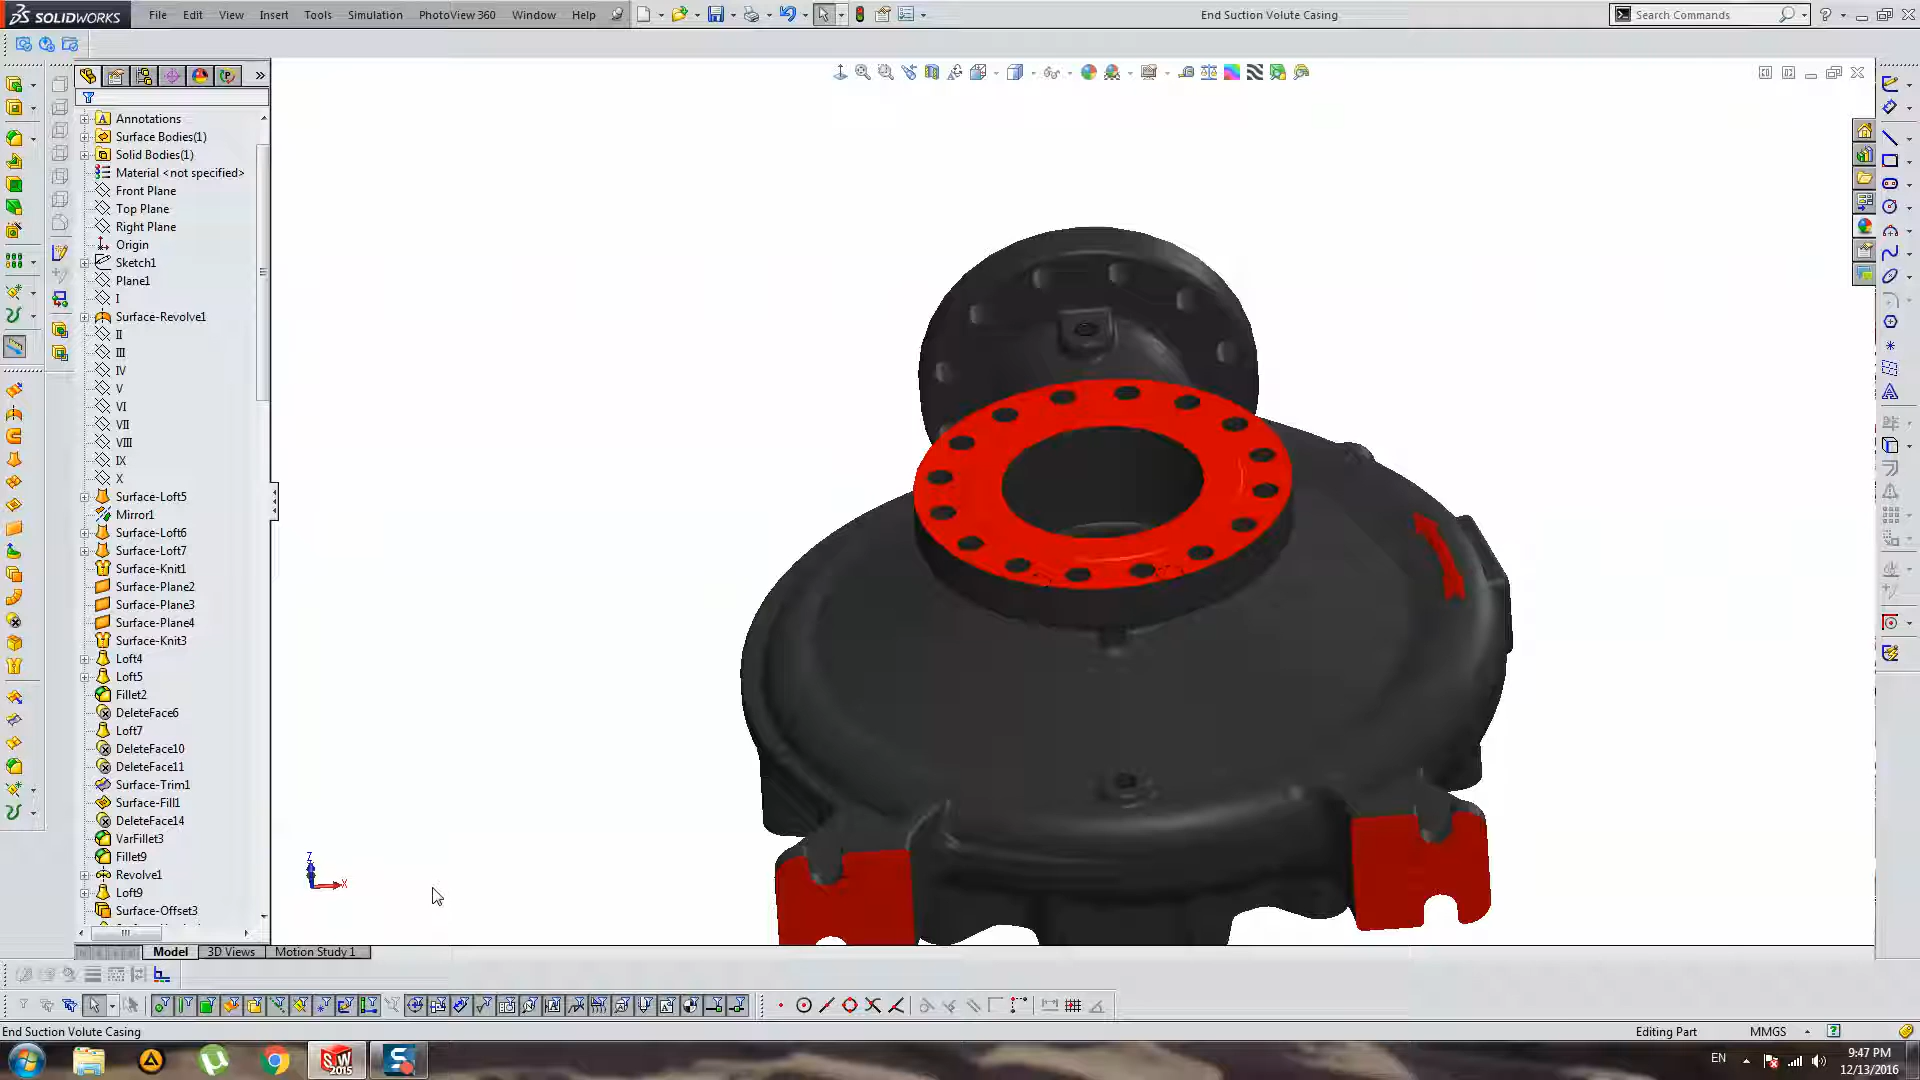 SOLIDWORKS File Edit View Insert Tools Simulation PhotoView 360 Window Help End Suction Volute Casing Search Commands
Annotations
Surface Bodies(1)
Solid Bodies(1)
Material <not specified>
Front Plane
Top Plane
Right Plane
Origin
Sketch1
Plane1
I
Surface-Revolve1
II
III
IV
V
VI
VII
VIII
IX
X
Surface-Loft5
Mirror1
Surface-Loft6
Surface-Loft7
Surface-Knit1
Surface-Plane2
Surface-Plane3
Surface-Plane4
Surface-Knit3
Loft4
Loft5
Fillet2
DeleteFace6
Loft7
DeleteFace10
DeleteFace11
Surface-Trim1
Surface-Fill1
DeleteFace14
VarFillet3
Fillet9
Revolve1
Loft9
Surface-Offset3
Z
X
Model 3D Views Motion Study 1
End Suction Volute Casing Editing Part MMGS
SW 2015
EN
9:47 PM
12/13/2016